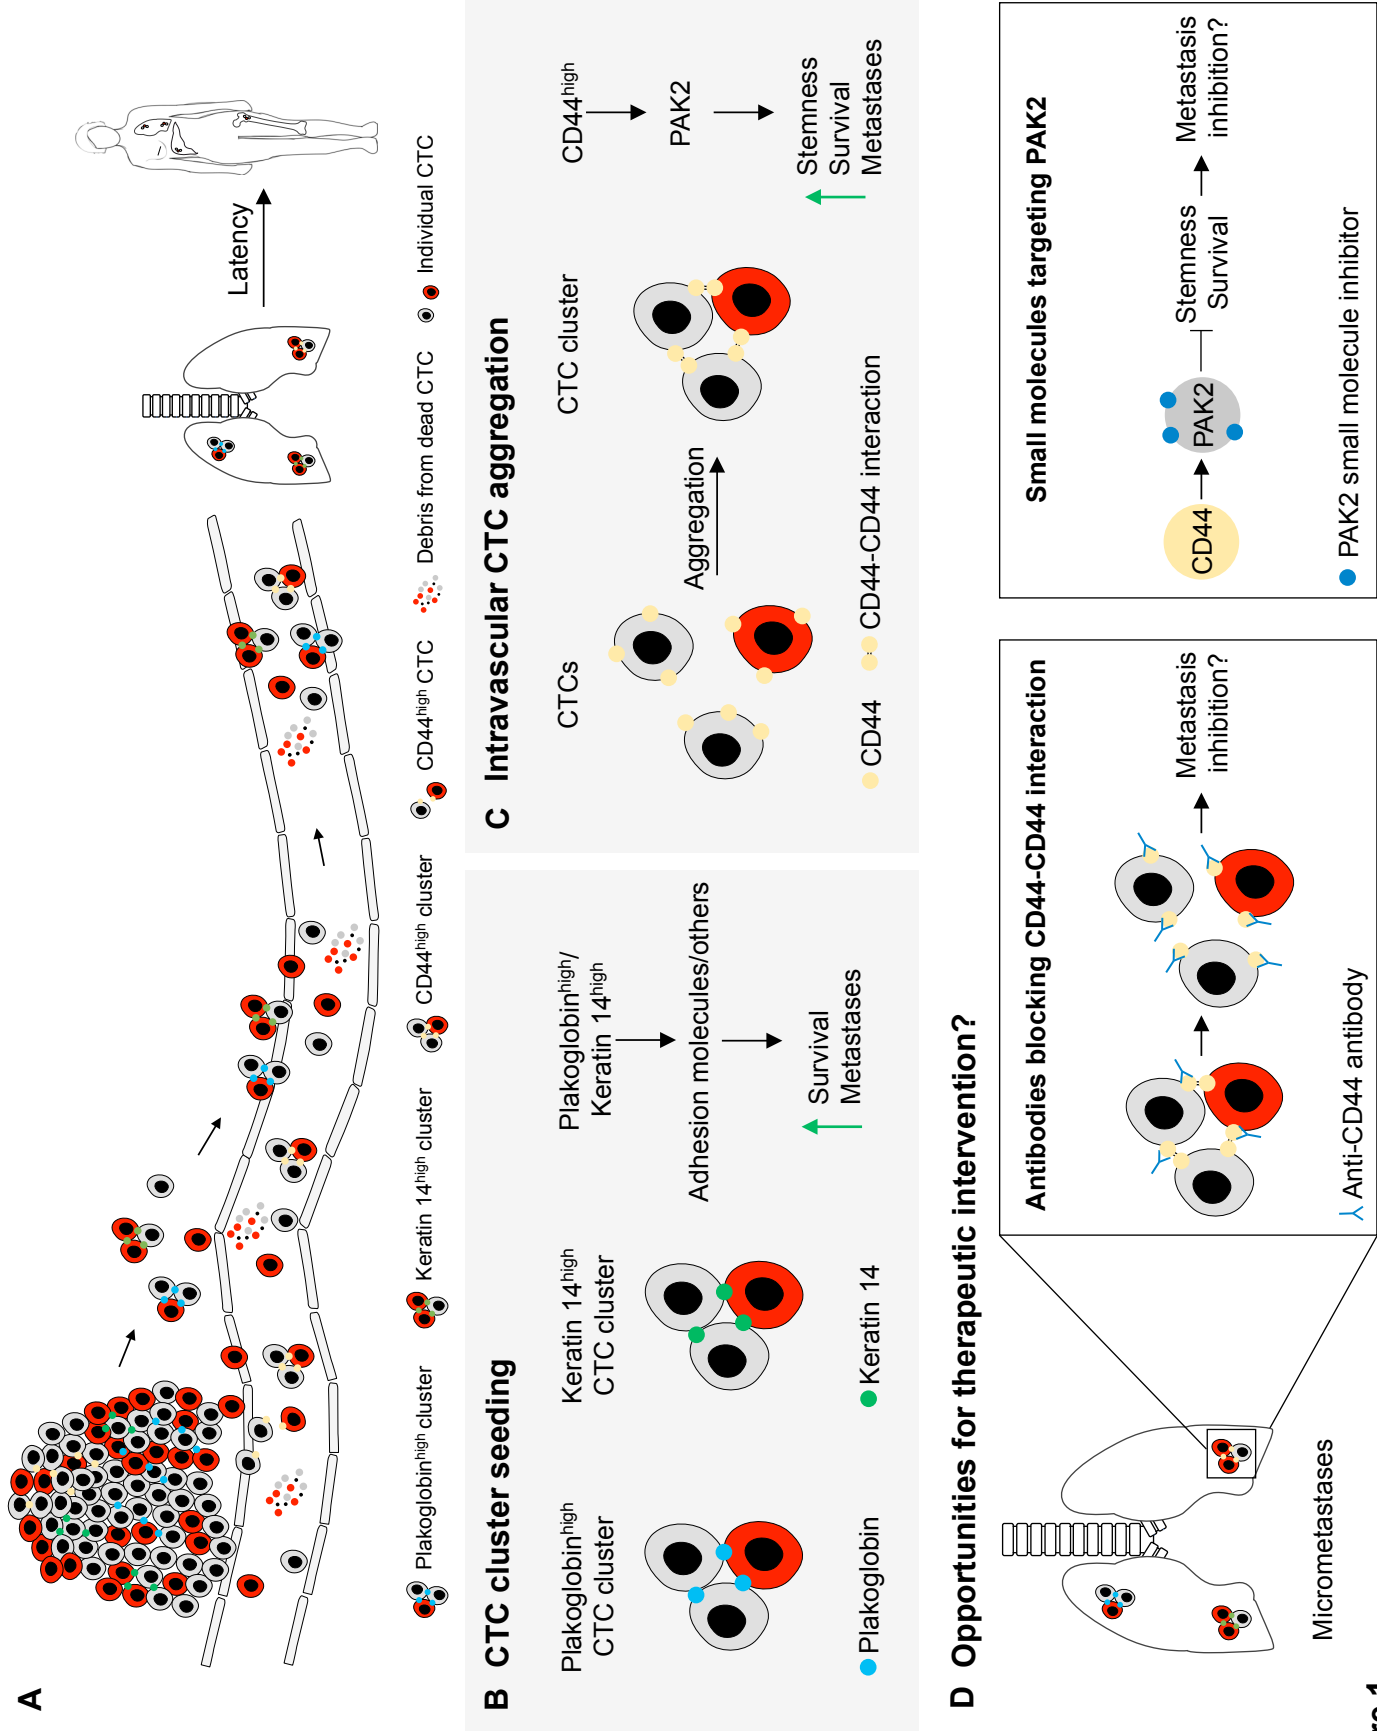 A
Latency
Plakoglobinhigh cluster
Keratin 14high cluster
CD44high cluster
CD44high CTC
Debris from dead CTC
Individual CTC
B CTC cluster seeding
Plakoglobinhigh
CTC cluster
Keratin 14high
CTC cluster
Plakoglobinhigh/
Keratin 14high
Adhesion molecules/others
Survival
Metastases
Plakoglobin
Keratin 14
C Intravascular CTC aggregation
CTCs
Aggregation
CTC cluster
CD44high
PAK2
Stemness
Survival
Metastases
CD44
CD44-CD44 interaction
D Opportunities for therapeutic intervention?
Micrometastases
Antibodies blocking CD44-CD44 interaction
Metastasis
inhibition?
Anti-CD44 antibody
Small molecules targeting PAK2
CD44
PAK2
Stemness
Survival
Metastasis
inhibition?
PAK2 small molecule inhibitor